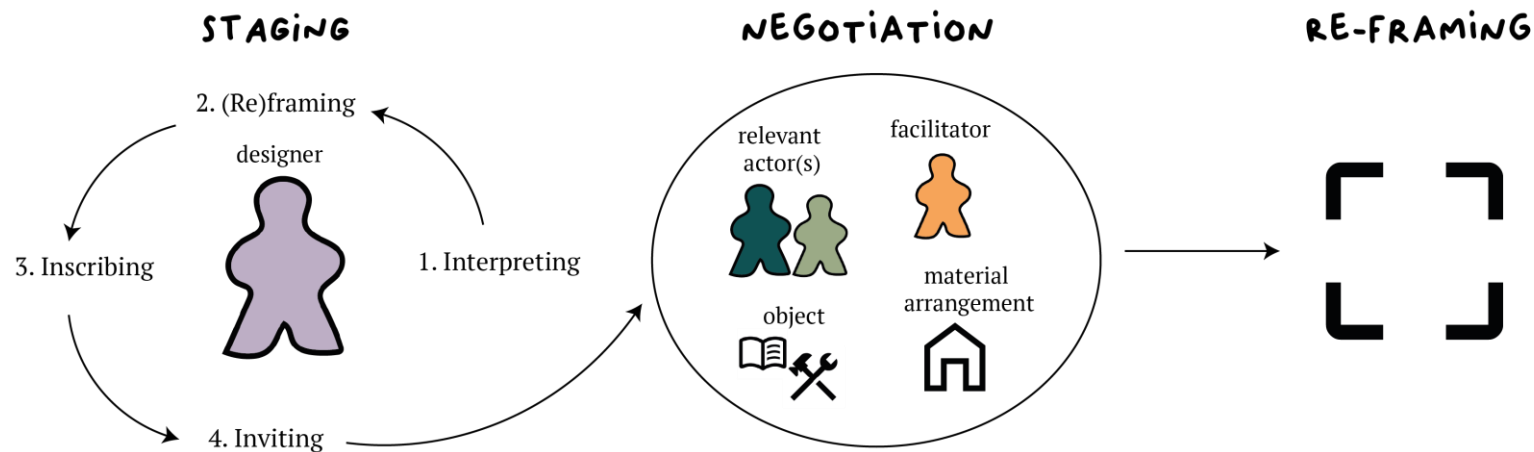 STAGING
NEGOTIATION
RE-FRAMING
2. (Re)framing
designer
3. Inscribing
1. Interpreting
4. Inviting
relevant
actor(s)
facilitator
object
material
arrangement